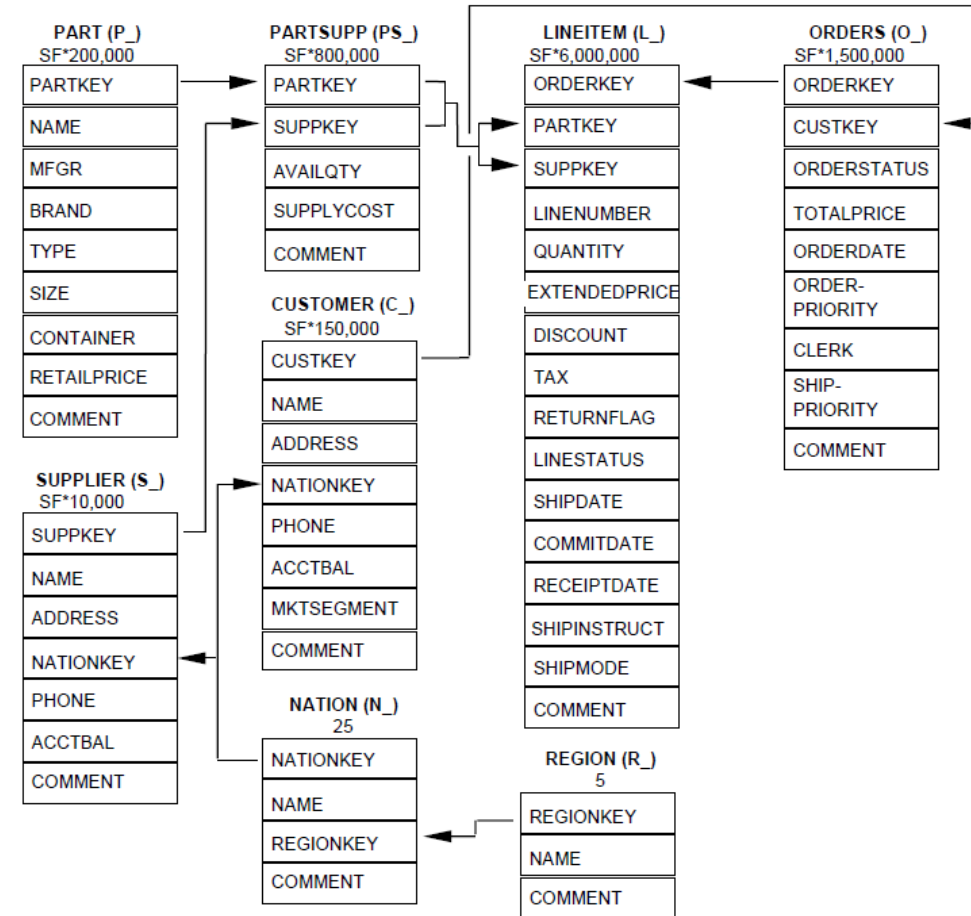 PART (P_)
SF*200,000
PARTKEY
NAME
MFGR
BRAND
TYPE
SIZE
CONTAINER
RETAILPRICE
COMMENT
SUPPLIER (S_)
SF*10,000
SUPPKEY
NAME
ADDRESS
NATIONKEY
PHONE
ACCTBAL
COMMENT
PARTSUPP (PS_)
SF*800,000
PARTKEY
SUPPKEY
AVAILQTY
SUPPLYCOST
COMMENT
CUSTOMER (C_)
SF*150,000
CUSTKEY
NAME
ADDRESS
NATIONKEY
PHONE
ACCTBAL
MKTSEGMENT
COMMENT
NATION (N_)
25
NATIONKEY
NAME
REGIONKEY
COMMENT
LINEITEM (L_)
SF*6,000,000
ORDERKEY
PARTKEY
SUPPKEY
LINENUMBER
QUANTITY
EXTENDEDPRICE
DISCOUNT
TAX
RETURNFLAG
LINESTATUS
SHIPDATE
COMMITDATE
RECEIPTDATE
SHIPINSTRUCT
SHIPMODE
COMMENT
REGION (R_)
5
REGIONKEY
NAME
COMMENT
ORDERS (O_)
SF*1,500,000
ORDERKEY
CUSTKEY
ORDERSTATUS
TOTALPRICE
ORDERDATE
ORDER-
PRIORITY
CLERK
SHIP-
PRIORITY
COMMENT